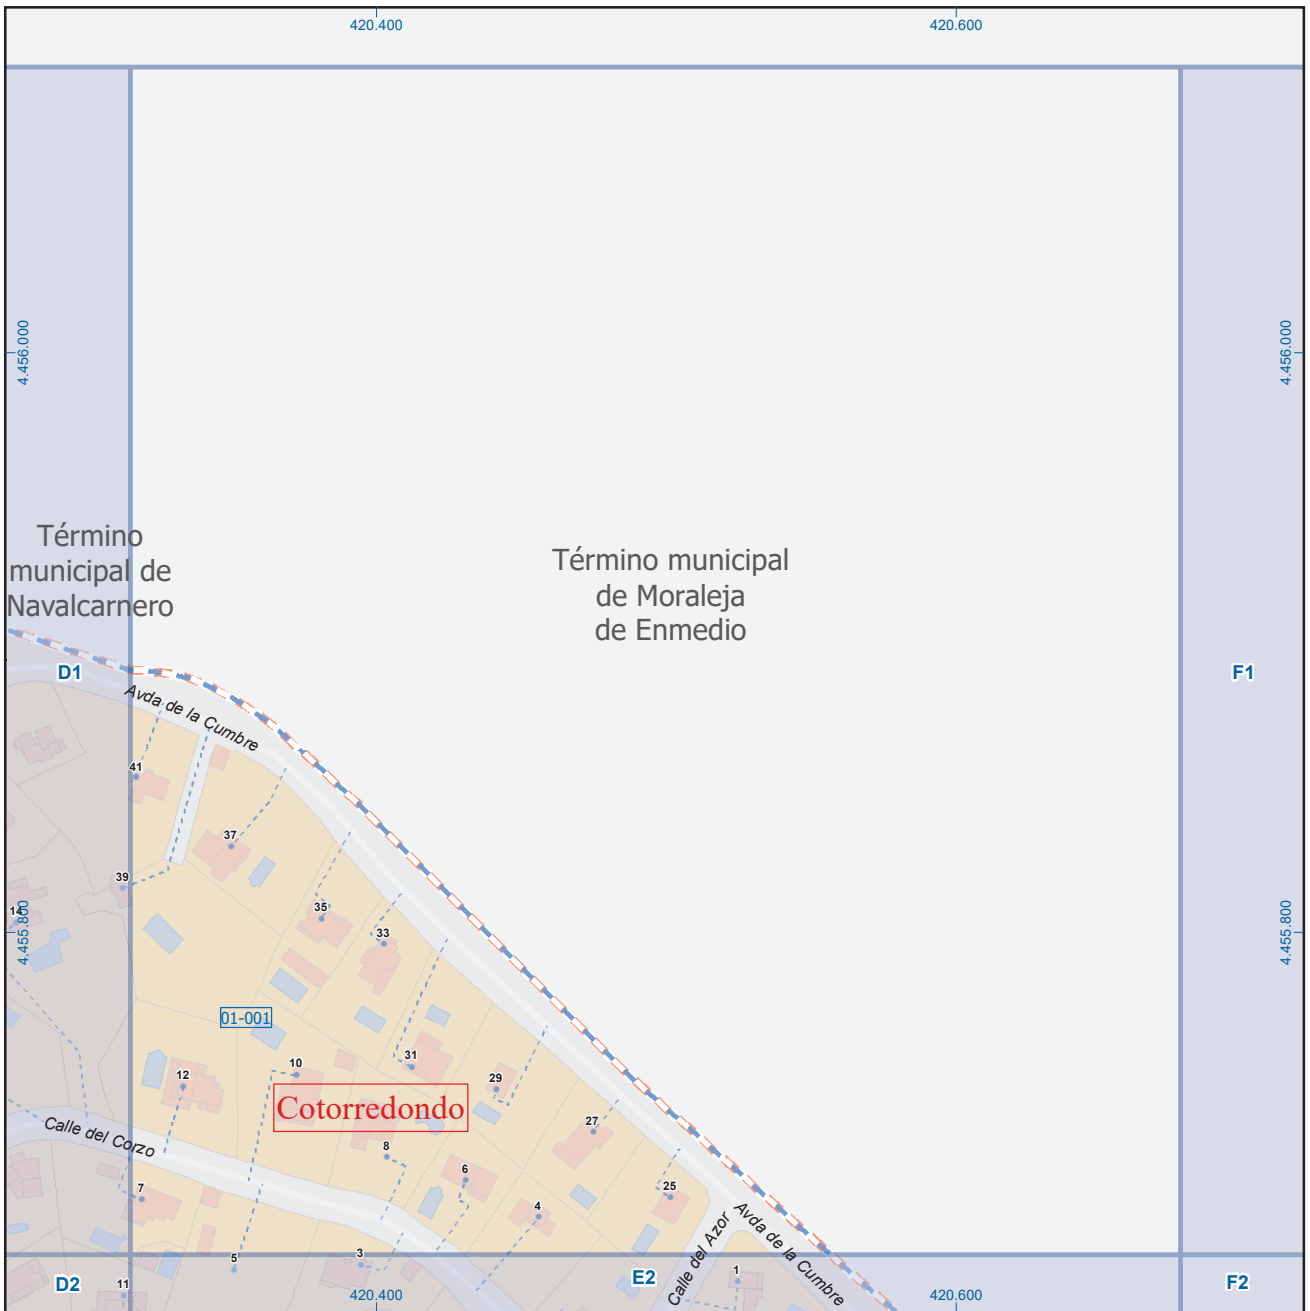 420.400
420.600
4.456.000
4.456.000
Término
municipal de
Navalcarnero
Término municipal
de Moraleja
de Enmedio
D1
F1
Avda de la Cumbre
41
37
39
35
14
33
4.455.800
4.455.800
01-001
31
10
12
29
Cotorredondo
27
Calle del Corzo
8
6
7
25
4
Calle del Azor
Avda de la Cumbre
3
5
1
D2
11
E2
F2
420.400
420.600